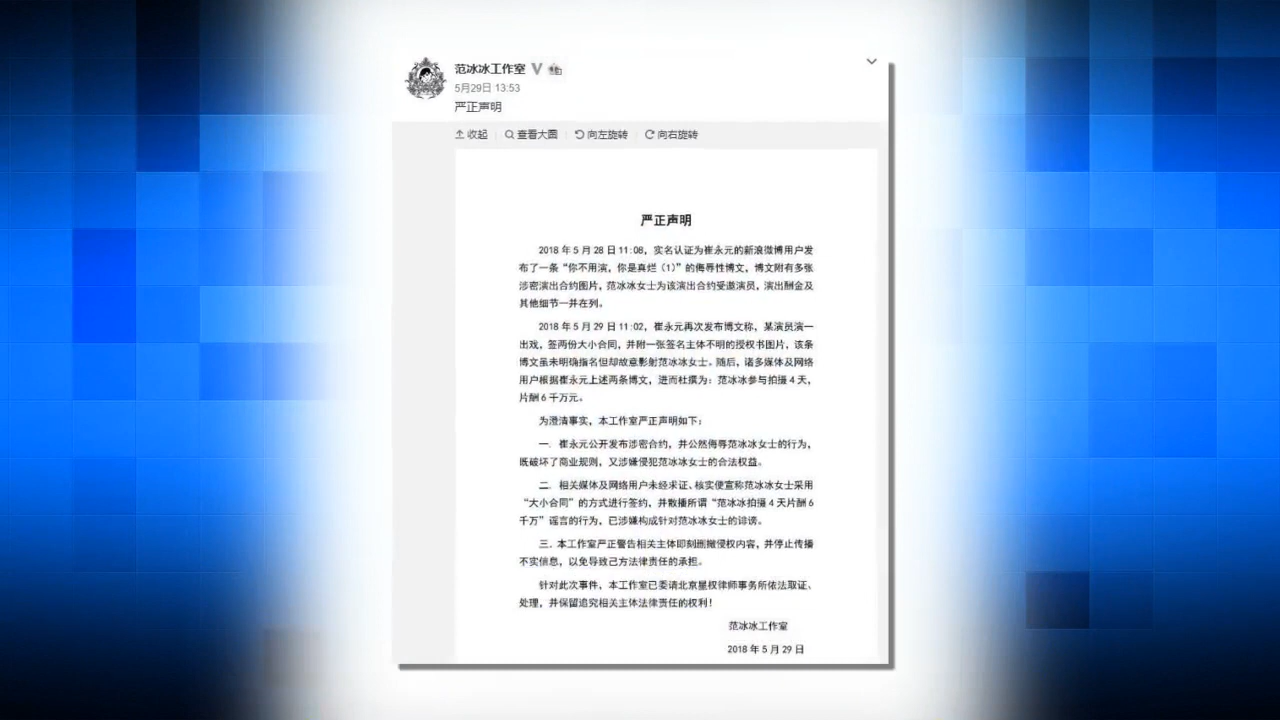 范冰冰工作室
5月29日 13:53
严正声明
收起 查看大图 向左旋转 向右旋转
严正声明
2018 年 5 月 28 日 11:08，实名认证为崔永元的新浪微博用户发
布了一条“你不用演，你是真烂（1）”的侮辱性博文，博文附有多张
涉密演出合约图片，范冰冰女士为该演出合约受邀演员，演出酬金及
其他细节一并在列。
2018 年 5 月 29 日 11:02，崔永元再次发布博文称，某演员演一
出戏，签两份大小合同，并附一张签名主体不明的授权书图片，该条
博文虽未明确指名但却故意影射范冰冰女士。随后，诸多媒体及网络
用户根据崔永元上述两条博文，进而杜撰为：范冰冰参与拍摄 4 天，
片酬 6 千万元。
为澄清事实，本工作室严正声明如下：
一. 崔永元公开发布涉密合约，并公然侮辱范冰冰女士的行为，
既破坏了商业规则，又涉嫌侵犯范冰冰女士的合法权益。
二. 相关媒体及网络用户未经求证、核实便宣称范冰冰女士采用
“大小合同”的方式进行签约，并散播所谓“范冰冰拍摄 4 天片酬 6
千万”谣言的行为，已涉嫌构成针对范冰冰女士的诽谤。
三. 本工作室严正警告相关主体即刻删撤侵权内容，并停止传播
不实信息，以免导致己方法律责任的承担。
针对此次事件，本工作室已委请北京星权律师事务所依法取证、
处理，并保留追究相关主体法律责任的权利！
范冰冰工作室
2018 年 5 月 29 日